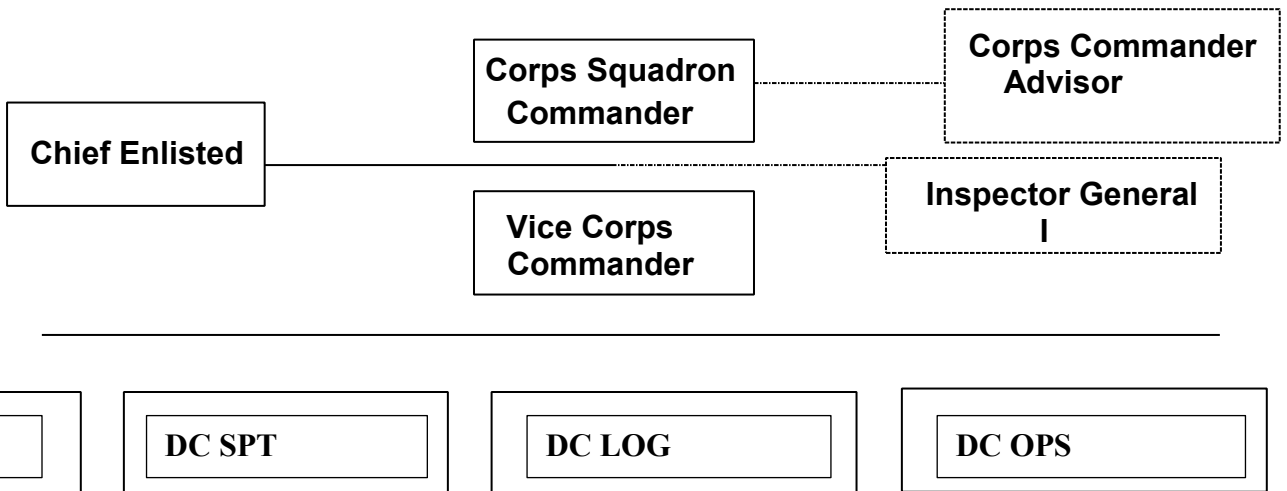 Corps Squadron
Commander
Corps Commander
Advisor
Chief Enlisted
Inspector General
I
Vice Corps
Commander
DC SPT
DC LOG
DC OPS